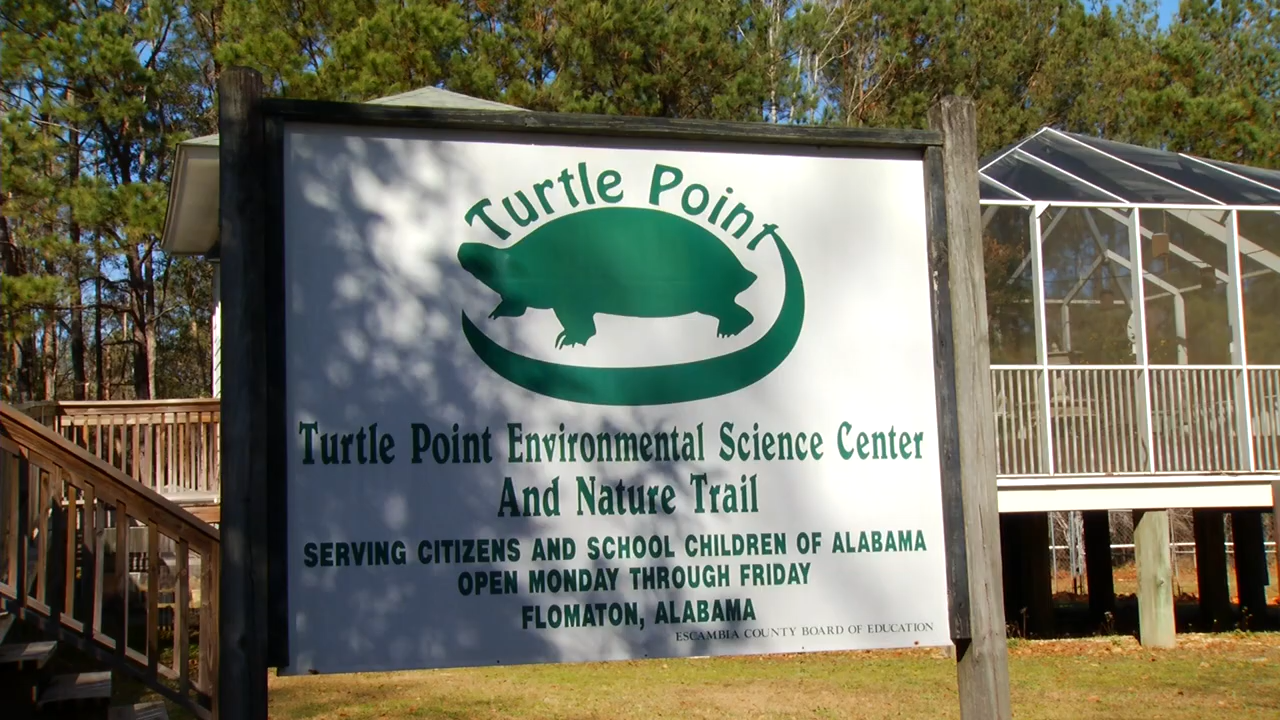 Turtle Point
Turtle Point Environmental Science Center
And Nature Trail
SERVING CITIZENS AND SCHOOL CHILDREN OF ALABAMA
OPEN MONDAY THROUGH FRIDAY
FLOMATON, ALABAMA
ESCAMBIA COUNTY BOARD OF EDUCATION